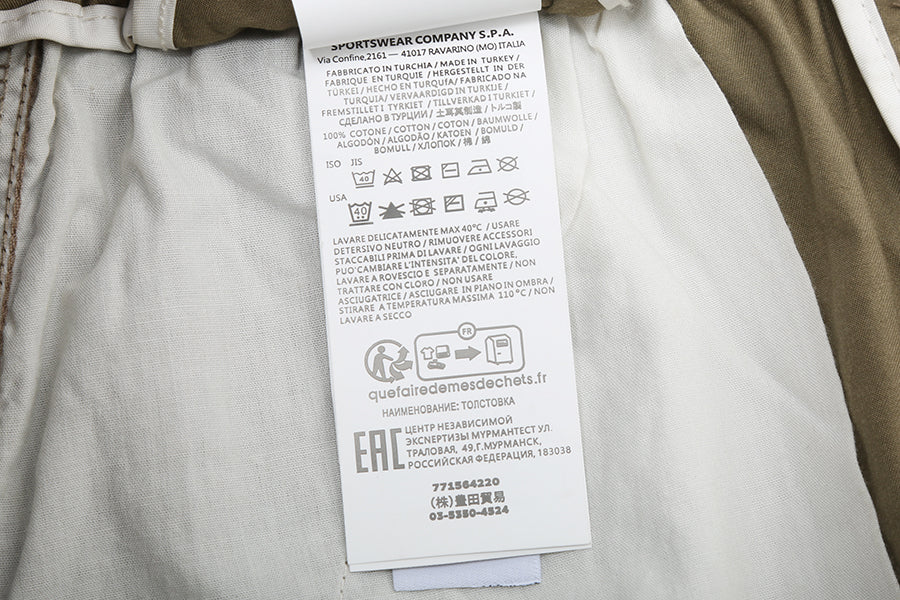 SPORTSWEAR COMPANY S.P.A.
Via Confine,2161 — 41017 RAVARINO (MO) ITALIA
FABBRICATO IN TURCHIA / MADE IN TURKEY /
FABRIQUE EN TURQUIE / HERGESTELLT IN DER
TÜRKEI / HECHO EN TURQUÍA / FABRICADO NA
TURQUIA / VERVAARDIGD IN TURKIJE /
FREMSTILLET I TYRKIET / TILLVERKAD I TURKIET /
СДЕЛАНО В ТУРЦИИ / 土耳其制造 / トルコ製
100% COTONE / COTTON / COTON / BAUMWOLLE /
ALGODÓN / ALGODÃO / KATOEN / BOMULD /
BOMULL / ХЛОПОК / 棉 / 綿
ISO JIS
40
USA
40
LAVARE DELICATAMENTE MAX 40°C / USARE
DETERSIVO NEUTRO / RIMUOVERE ACCESSORI
STACCABILI PRIMA DI LAVARE / OGNI LAVAGGIO
PUO'CAMBIARE L'INTENSITA' DEL COLORE,
LAVARE A ROVESCIO E SEPARATAMENTE / NON
TRATTARE CON CLORO / NON USARE
ASCIUGATRICE / ASCIUGARE IN PIANO IN OMBRA /
STIRARE A TEMPERATURA MASSIMA 110°C / NON
LAVARE A SECCO
FR
quefairedemesdechets.fr
НАИМЕНОВАНИЕ: ТОЛСТОВКА
EAC
ЦЕНТР НЕЗАВИСИМОЙ
ЭКСПЕРТИЗЫ МУРМАНТЕСТ УЛ.
ТРАЛОВАЯ, 49,Г.МУРМАНСК,
РОССИЙСКАЯ ФЕДЕРАЦИЯ, 183038
771564220
(株)豊田貿易
03-5350-4524